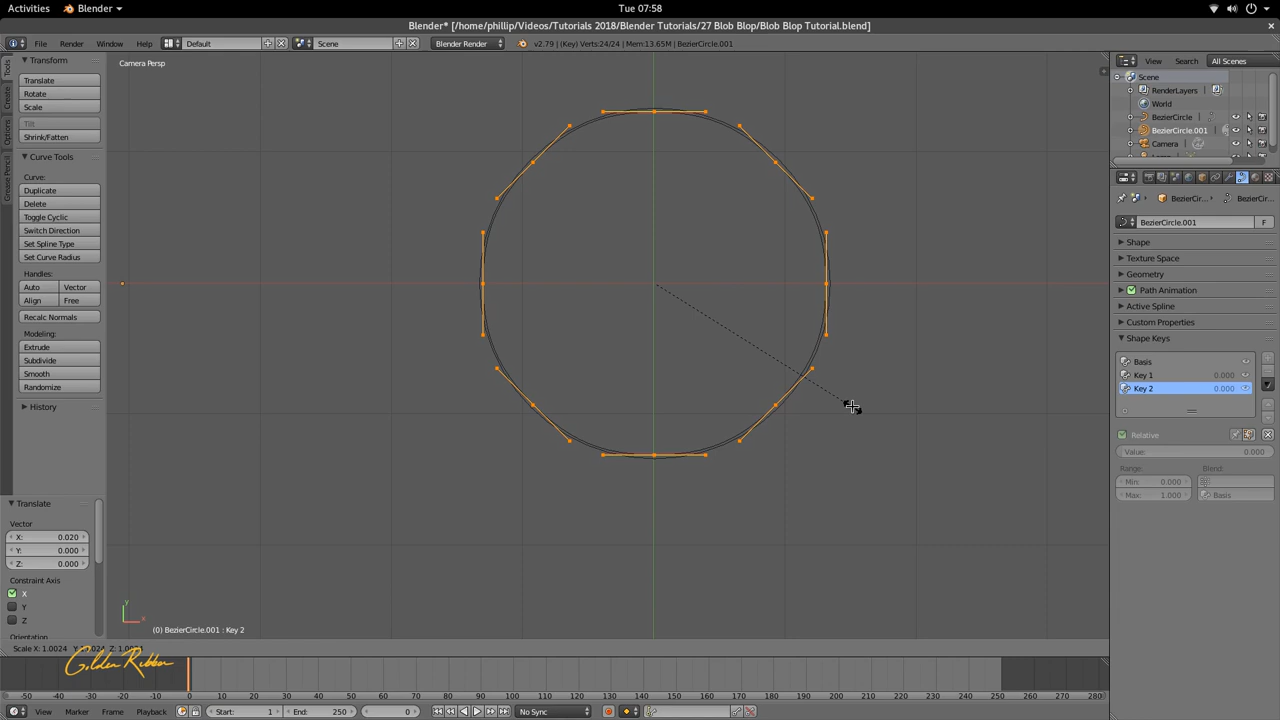 Activities Blender Tue 07:58
Blender* [/home/phillip/Videos/Tutorials 2018/Blender Tutorials/27 Blob Blop/Blob Blop Tutorial.blend]
File Render Window Help Default Scene Blender Render v2.79 | (Key) Verts:24/24 | Mem:13.65M | BezierCircle.001
Camera Persp
Tools
Create
Options
Grease Pencil
Transform
Translate
Rotate
Scale
Tilt
Shrink/Fatten
Curve Tools
Curve:
Duplicate
Delete
Toggle Cyclic
Switch Direction
Set Spline Type
Set Curve Radius
Handles:
Auto Vector
Align Free
Recalc Normals
Modeling:
Extrude
Subdivide
Smooth
Randomize
History
Translate
Vector
X: 0.020
Y: 0.000
Z: 0.000
Constraint Axis
X
Y
Z
Orientation
y
x
(0) BezierCircle.001 : Key 2
Scale X: 1.0024
Golden Ribbon
View Search All Scenes
Scene
RenderLayers
World
BezierCircle
BezierCircle.001
Camera
BezierCir... BezierCir...
BezierCircle.001 F
Shape
Texture Space
Geometry
Path Animation
Active Spline
Custom Properties
Shape Keys
Basis
Key 1 0.000
Key 2 0.000
Relative
Value: 0.000
Range: Blend:
Min: 0.000
Max: 1.000 Basis
-50 -40 -30 -20 -10 0 10 20 30 40 50 60 70 80 90 100 110 120 130 140 150 160 170 180 190 200 210 220 230 240 250 260 270 280
View Marker Frame Playback Start: 1 End: 250 0 No Sync